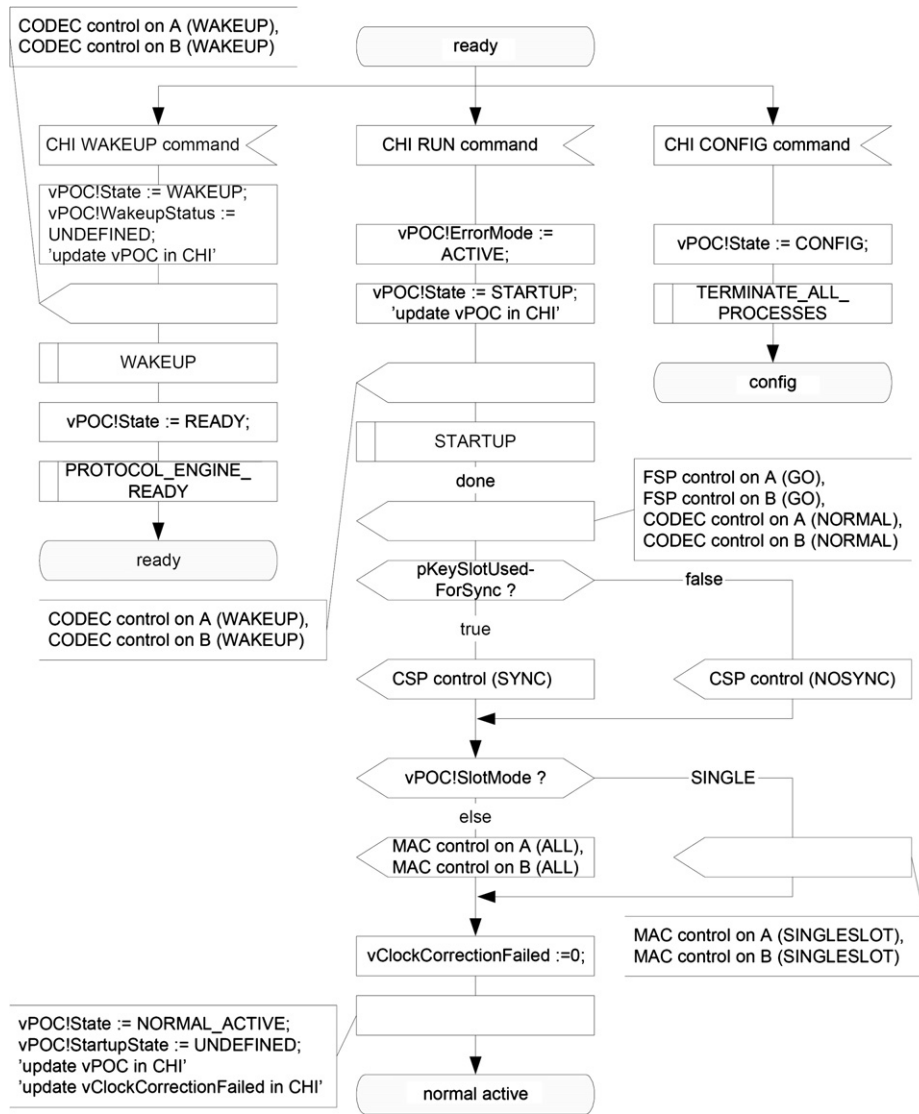 CODEC control on A (WAKEUP),
CODEC control on B (WAKEUP)
ready
CHI WAKEUP command
CHI RUN command
CHI CONFIG command
vPOC!State := WAKEUP;
vPOC!WakeupStatus :=
UNDEFINED;
'update vPOC in CHI'
vPOC!ErrorMode :=
ACTIVE;
vPOC!State := CONFIG;
vPOC!State := STARTUP;
'update vPOC in CHI'
TERMINATE_ALL_
PROCESSES
WAKEUP
config
vPOC!State := READY;
STARTUP
PROTOCOL_ENGINE_
READY
done
FSP control on A (GO),
FSP control on B (GO),
CODEC control on A (NORMAL),
CODEC control on B (NORMAL)
ready
pKeySlotUsed-
ForSync ?
false
CODEC control on A (WAKEUP),
CODEC control on B (WAKEUP)
true
CSP control (SYNC)
CSP control (NOSYNC)
vPOC!SlotMode ?
SINGLE
else
MAC control on A (ALL),
MAC control on B (ALL)
MAC control on A (SINGLESLOT),
MAC control on B (SINGLESLOT)
vClockCorrectionFailed :=0;
vPOC!State := NORMAL_ACTIVE;
vPOC!StartupState := UNDEFINED;
'update vPOC in CHI'
'update vClockCorrectionFailed in CHI'
normal active